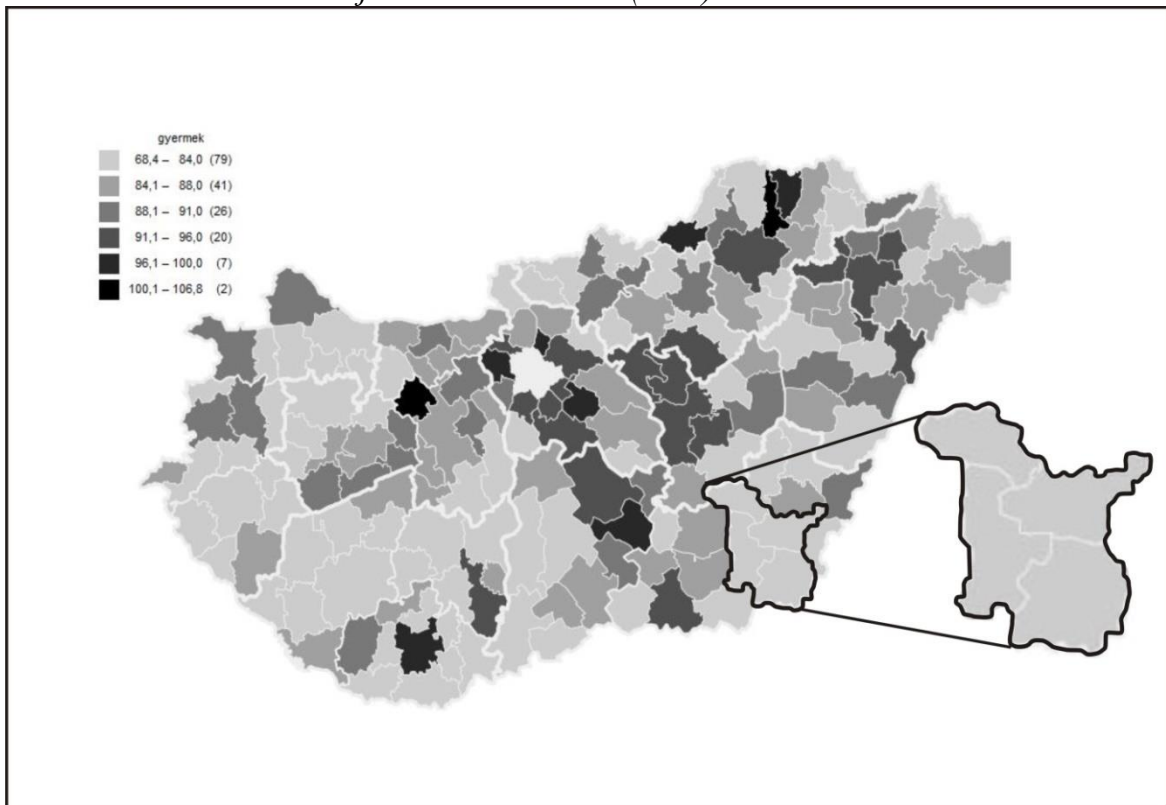 gyermek
68,4 – 84,0 (79)
84,1 – 88,0 (41)
88,1 – 91,0 (26)
91,1 – 96,0 (20)
96,1 – 100,0 (7)
100,1 – 106,8 (2)